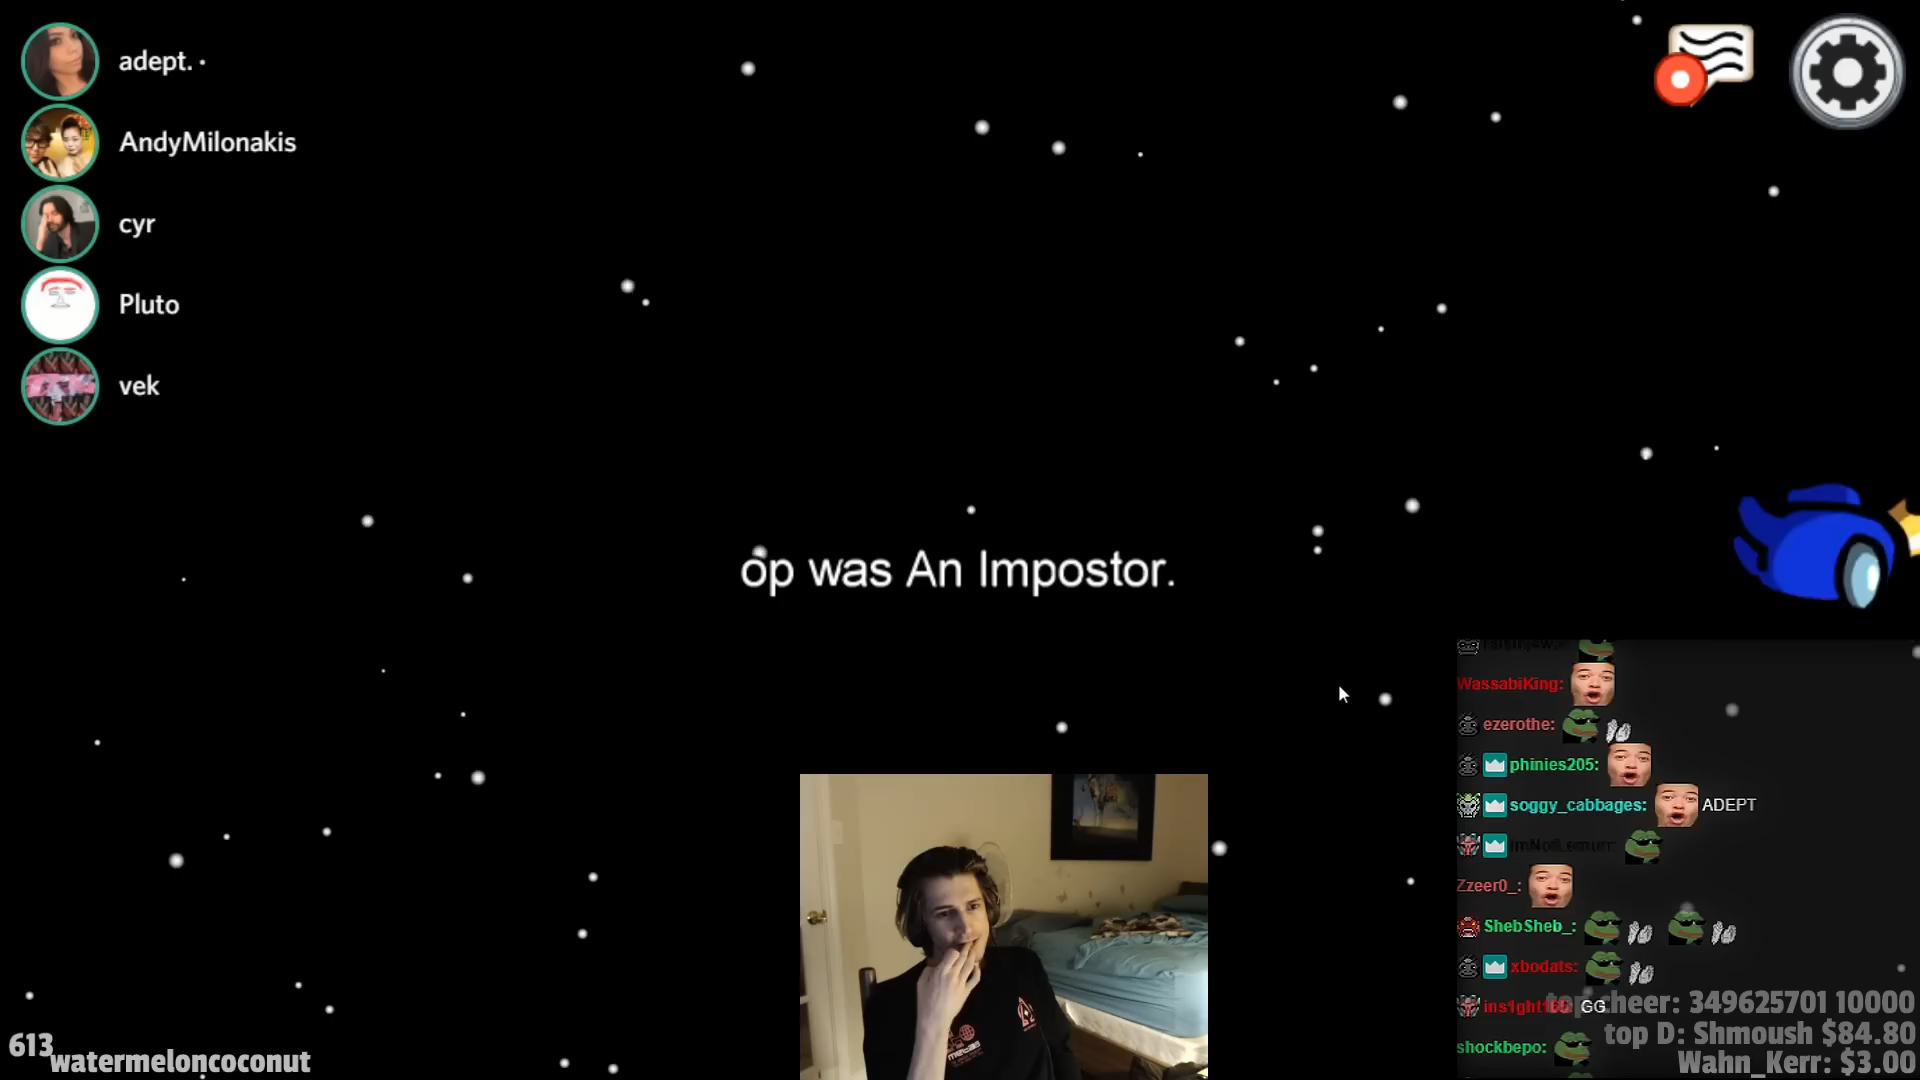 adept.
AndyMilonakis
cyr
Pluto
vek
op was An Impostor.
WassabiKing:
ezerothe:
phinies205:
soggy_cabbages: ADEPT
Zzeer0_:
ShebSheb_:
xbodats:
GG
top cheer: 349625701 10000
top D: Shmoush $84.80
Wahn_Kerr: $3.00
shockbepo:
613
watermeloncoconut